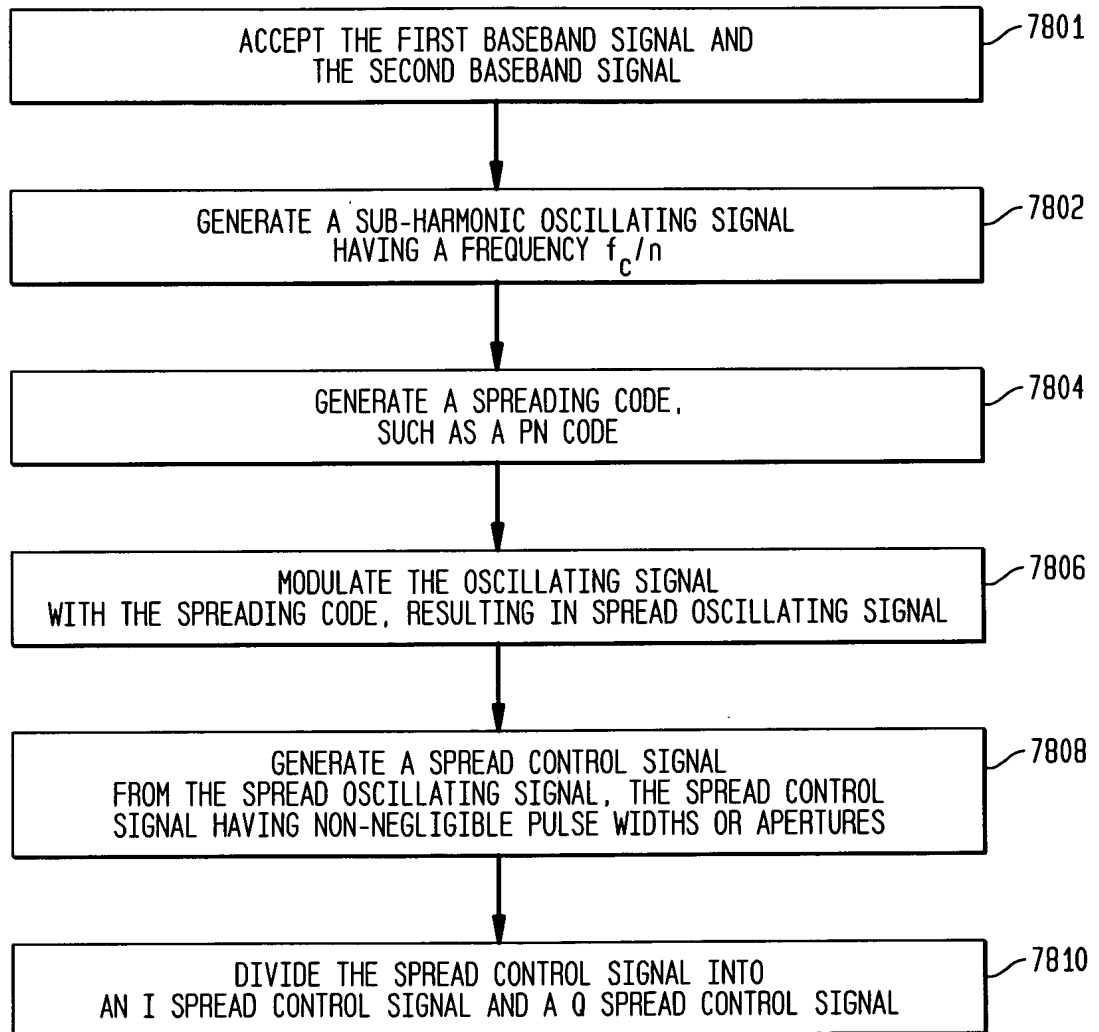 ACCEPT THE FIRST BASEBAND SIGNAL AND
THE SECOND BASEBAND SIGNAL
7801
GENERATE A SUB-HARMONIC OSCILLATING SIGNAL
HAVING A FREQUENCY f_c/n
7802
GENERATE A SPREADING CODE,
SUCH AS A PN CODE
7804
MODULATE THE OSCILLATING SIGNAL
WITH THE SPREADING CODE, RESULTING IN SPREAD OSCILLATING SIGNAL
7806
GENERATE A SPREAD CONTROL SIGNAL
FROM THE SPREAD OSCILLATING SIGNAL, THE SPREAD CONTROL
SIGNAL HAVING NON-NEGLIGIBLE PULSE WIDTHS OR APERTURES
7808
DIVIDE THE SPREAD CONTROL SIGNAL INTO
AN I SPREAD CONTROL SIGNAL AND A Q SPREAD CONTROL SIGNAL
7810